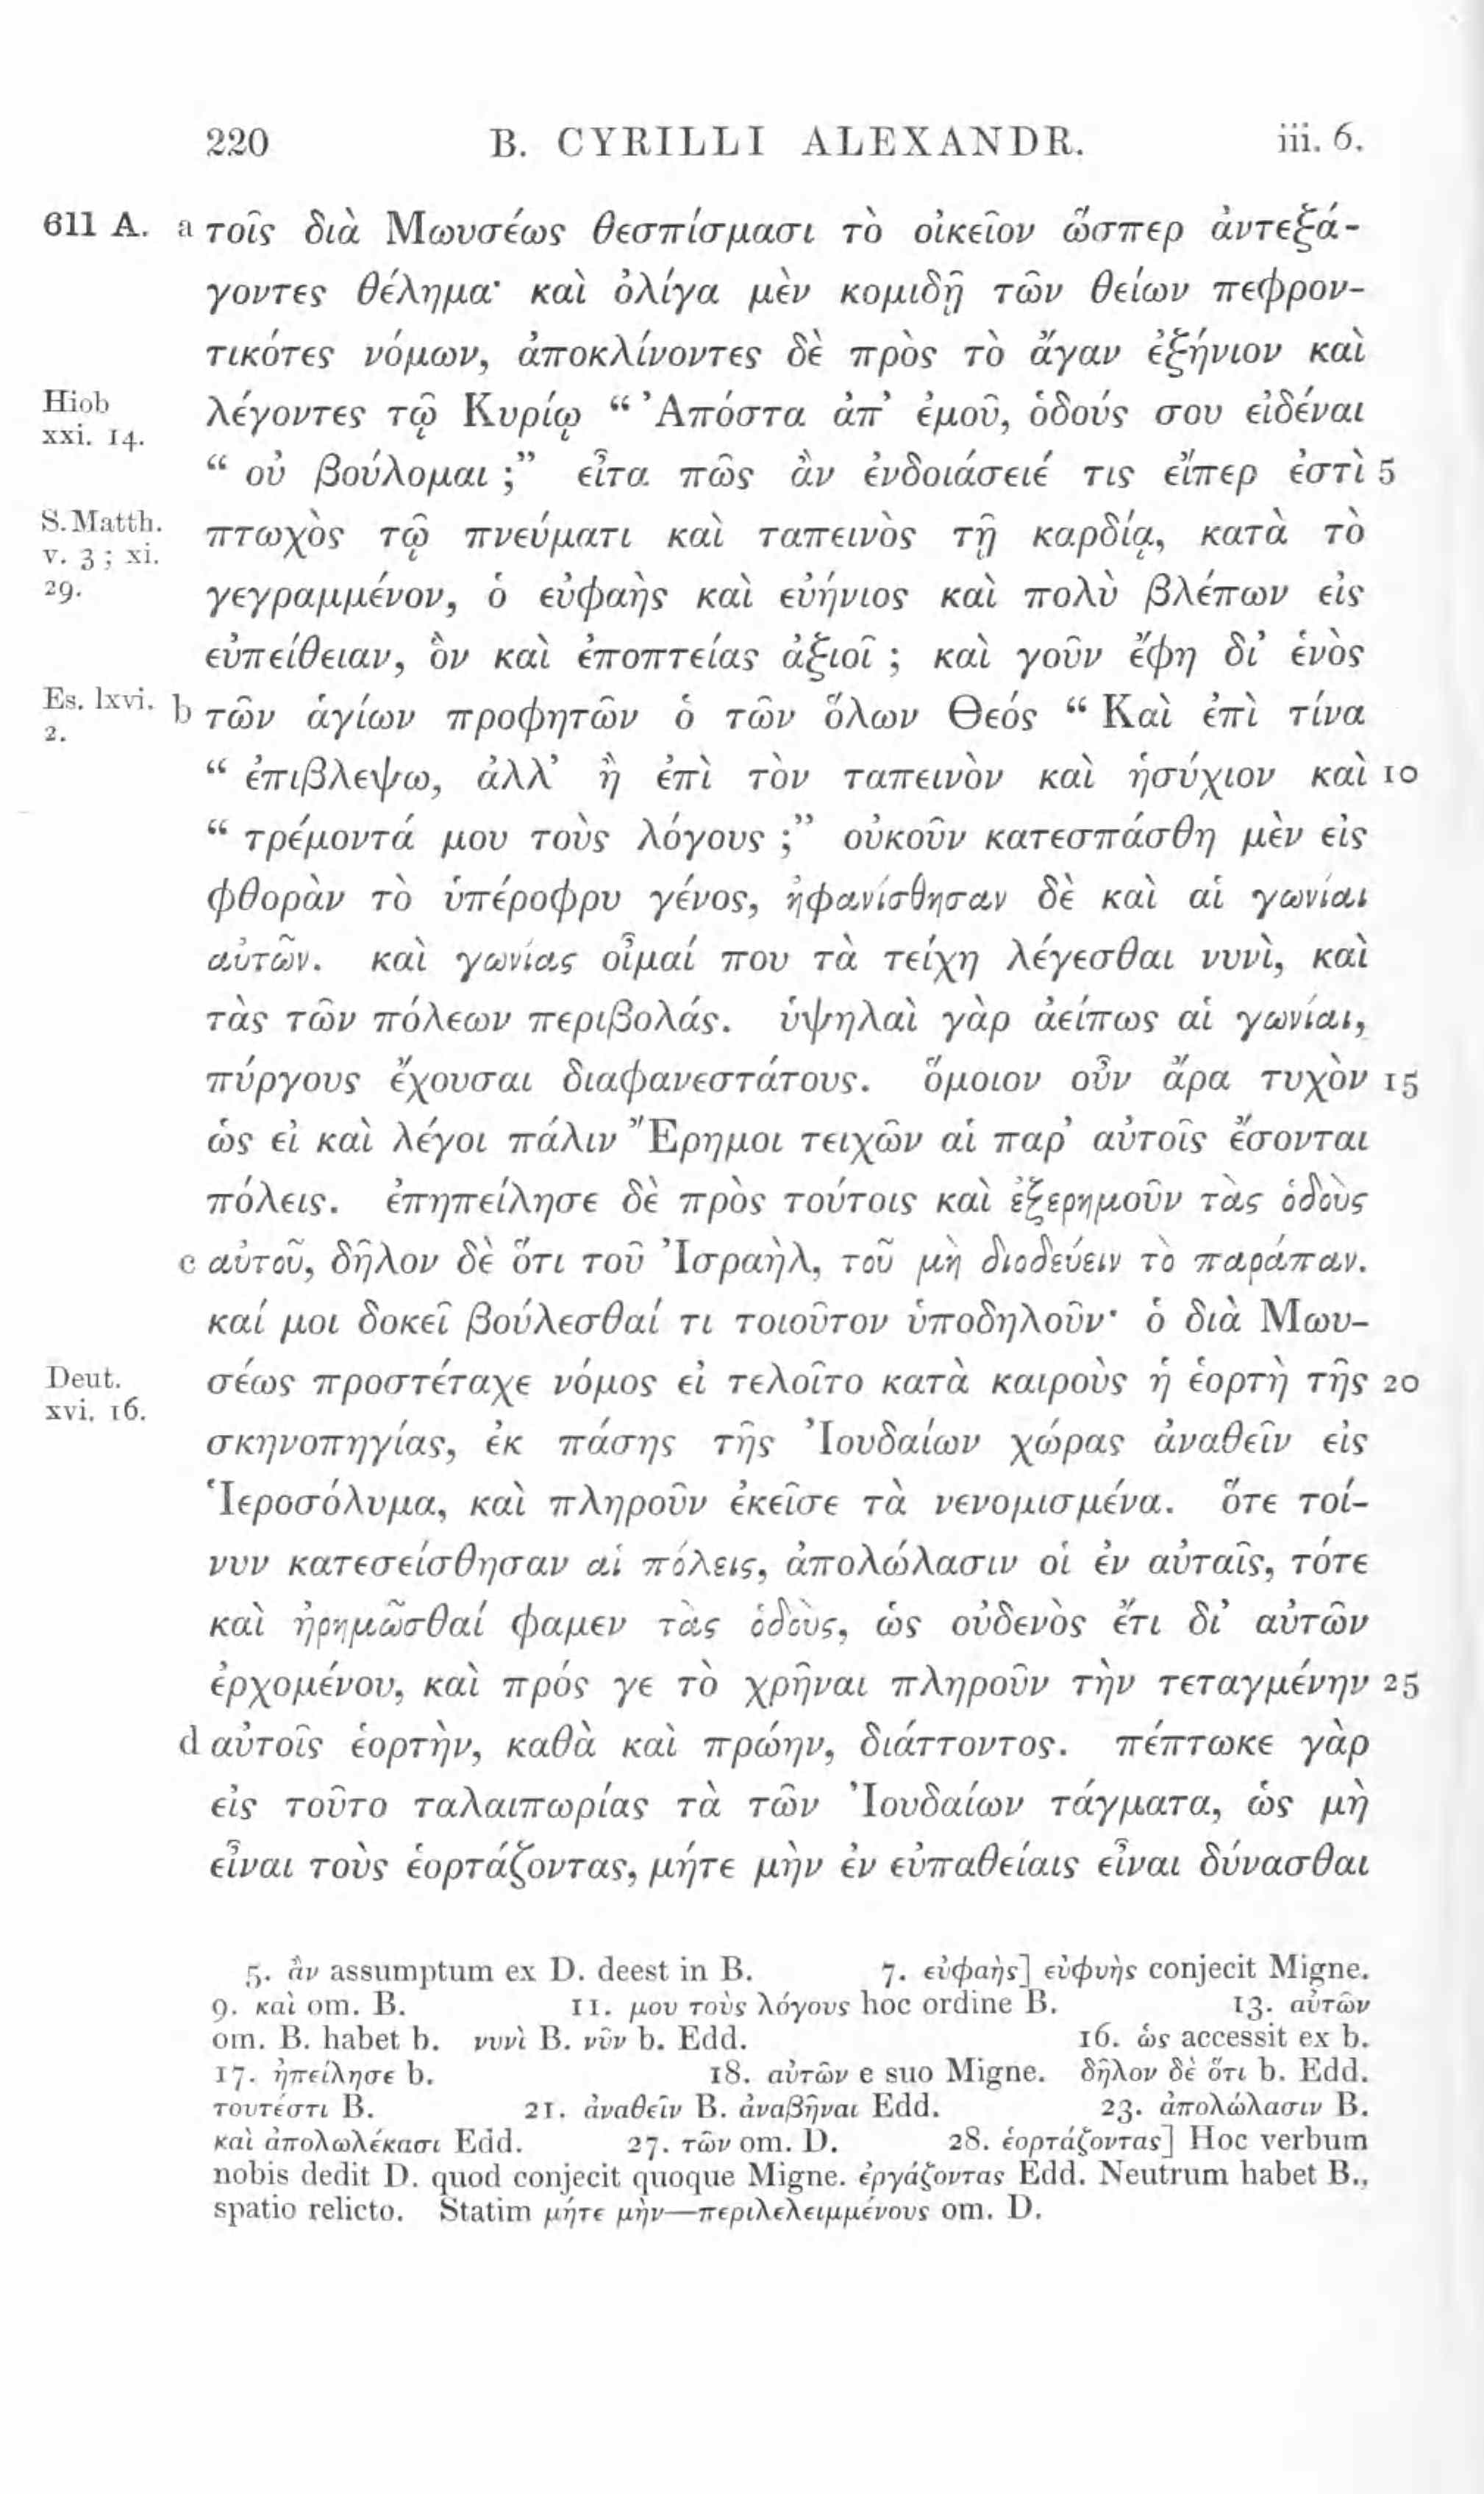 220 B. CYRILLI ALEXANDR. iii. 6.
611 A. a τοῖς διὰ Μωυσέως θεσπίσμασι τὸ οἰκεῖον ὥσπερ ἀντεξά-
γοντες θέλημα· καὶ ὀλίγα μὲν κομιδῇ τῶν θείων πεφρον-
τικότες νόμων, ἀποκλίνοντες δὲ πρὸς τὸ ἄγαν ἐξήνιον καὶ
Hiob xxi. 14. λέγοντες τῷ Κυρίῳ “ Ἀπόστα ἀπ’ ἐμοῦ, ὁδούς σου εἰδέναι
“ οὐ βούλομαι ;” εἶτα πῶς ἂν ἐνδοιάσειέ τις εἴπερ ἐστὶ 5
S. Matth. v. 3 ; xi. 29. πτωχὸς τῷ πνεύματι καὶ ταπεινὸς τῇ καρδίᾳ, κατὰ τὸ
γεγραμμένον, ὁ εὐφαὴς καὶ εὐήνιος καὶ πολὺ βλέπων εἰς
εὐπείθειαν, ὃν καὶ ἐποπτείας ἀξιοῖ ; καὶ γοῦν ἔφη δι’ ἑνὸς
Es. lxvi. 2. b τῶν ἁγίων προφητῶν ὁ τῶν ὅλων Θεός “ Καὶ ἐπὶ τίνα
“ ἐπιβλεψω, ἀλλ’ ἢ ἐπὶ τὸν ταπεινὸν καὶ ἡσύχιον καὶ 10
“ τρέμοντά μου τοὺς λόγους ;” οὐκοῦν κατεσπάσθη μὲν εἰς
φθορὰν τὸ ὑπέροφρυ γένος, ἠφανίσθησαν δὲ καὶ αἱ γωνίαι
αὐτῶν. καὶ γωνίας οἶμαί που τὰ τείχη λέγεσθαι νυνὶ, καὶ
τὰς τῶν πόλεων περιβολάς. ὑψηλαὶ γὰρ ἀείπως αἱ γωνίαι,
πύργους ἔχουσαι διαφανεστάτους. ὅμοιον οὖν ἄρα τυχὸν 15
ὡς εἰ καὶ λέγοι πάλιν Ἔρημοι τειχῶν αἱ παρ’ αὐτοῖς ἔσονται
πόλεις. ἐπηπείλησε δὲ πρὸς τούτοις καὶ ἐξερημοῦν τὰς ὁδοὺς
c αὐτοῦ, δῆλον δὲ ὅτι τοῦ Ἰσραὴλ, τοῦ μὴ διοδεύειν τὸ παράπαν.
καί μοι δοκεῖ βούλεσθαί τι τοιοῦτον ὑποδηλοῦν· ὁ διὰ Μωυ-
Deut. xvi. 16. σέως προστέταχε νόμος εἰ τελοῖτο κατὰ καιροὺς ἡ ἑορτὴ τῆς 20
σκηνοπηγίας, ἐκ πάσης τῆς Ἰουδαίων χώρας ἀναθεῖν εἰς
Ἱεροσόλυμα, καὶ πληροῦν ἐκεῖσε τὰ νενομισμένα. ὅτε τοί-
νυν κατεσείσθησαν αἱ πόλεις, ἀπολώλασιν οἱ ἐν αὐταῖς, τότε
καὶ ἠρημῶσθαί φαμεν τὰς ὁδοὺς, ὡς οὐδενὸς ἔτι δι’ αὐτῶν
ἐρχομένου, καὶ πρός γε τὸ χρῆναι πληροῦν τὴν τεταγμένην 25
d αὐτοῖς ἑορτὴν, καθὰ καὶ πρώην, διάττοντος. πέπτωκε γὰρ
εἰς τοῦτο ταλαιπωρίας τὰ τῶν Ἰουδαίων τάγματα, ὡς μὴ
εἶναι τοὺς ἑορτάζοντας, μήτε μὴν ἐν εὐπαθείαις εἶναι δύνασθαι
5. ἂν assumptum ex D. deest in B. 7. εὐφαὴς] εὐφυὴς conjecit Migne.
9. καὶ om. B. 11. μου τοὺς λόγους hoc ordine B. 13. αὐτῶν
om. B. habet b. νυνὶ B. νῦν b. Edd. 16. ὡς accessit ex b.
17. ἠπείλησε b. 18. αὐτῶν e suo Migne. δῆλον δὲ ὅτι b. Edd.
τουτέστι B. 21. ἀναθεῖν B. ἀναβῆναι Edd. 23. ἀπολώλασιν B.
καὶ ἀπολωλέκασι Edd. 27. τῶν om. D. 28. ἑορτάζοντας] Hoc verbum
nobis dedit D. quod conjecit quoque Migne. ἐργάζοντας Edd. Neutrum habet B.,
spatio relicto. Statim μήτε μὴν—περιλελειμμένους om. D.